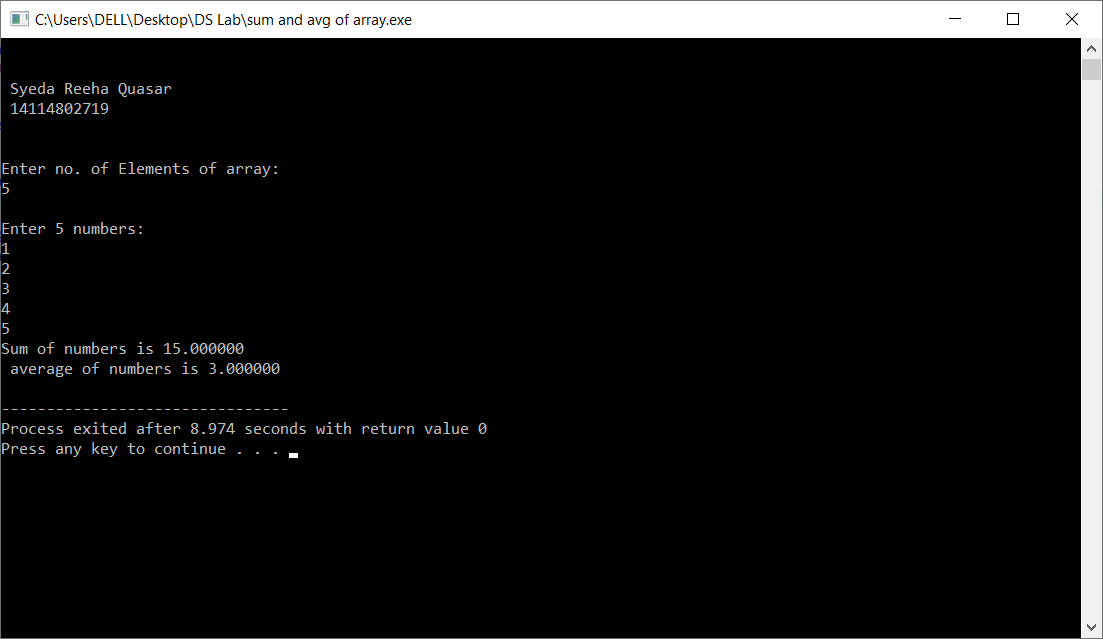 C:\Users\DELL\Desktop\DS Lab\sum and avg of array.exe
Syeda Reeha Quasar
14114802719
Enter no. of Elements of array:
5
Enter 5 numbers:
1
2
3
4
5
Sum of numbers is 15.000000
average of numbers is 3.000000
--------------------------------
Process exited after 8.974 seconds with return value 0
Press any key to continue . . .